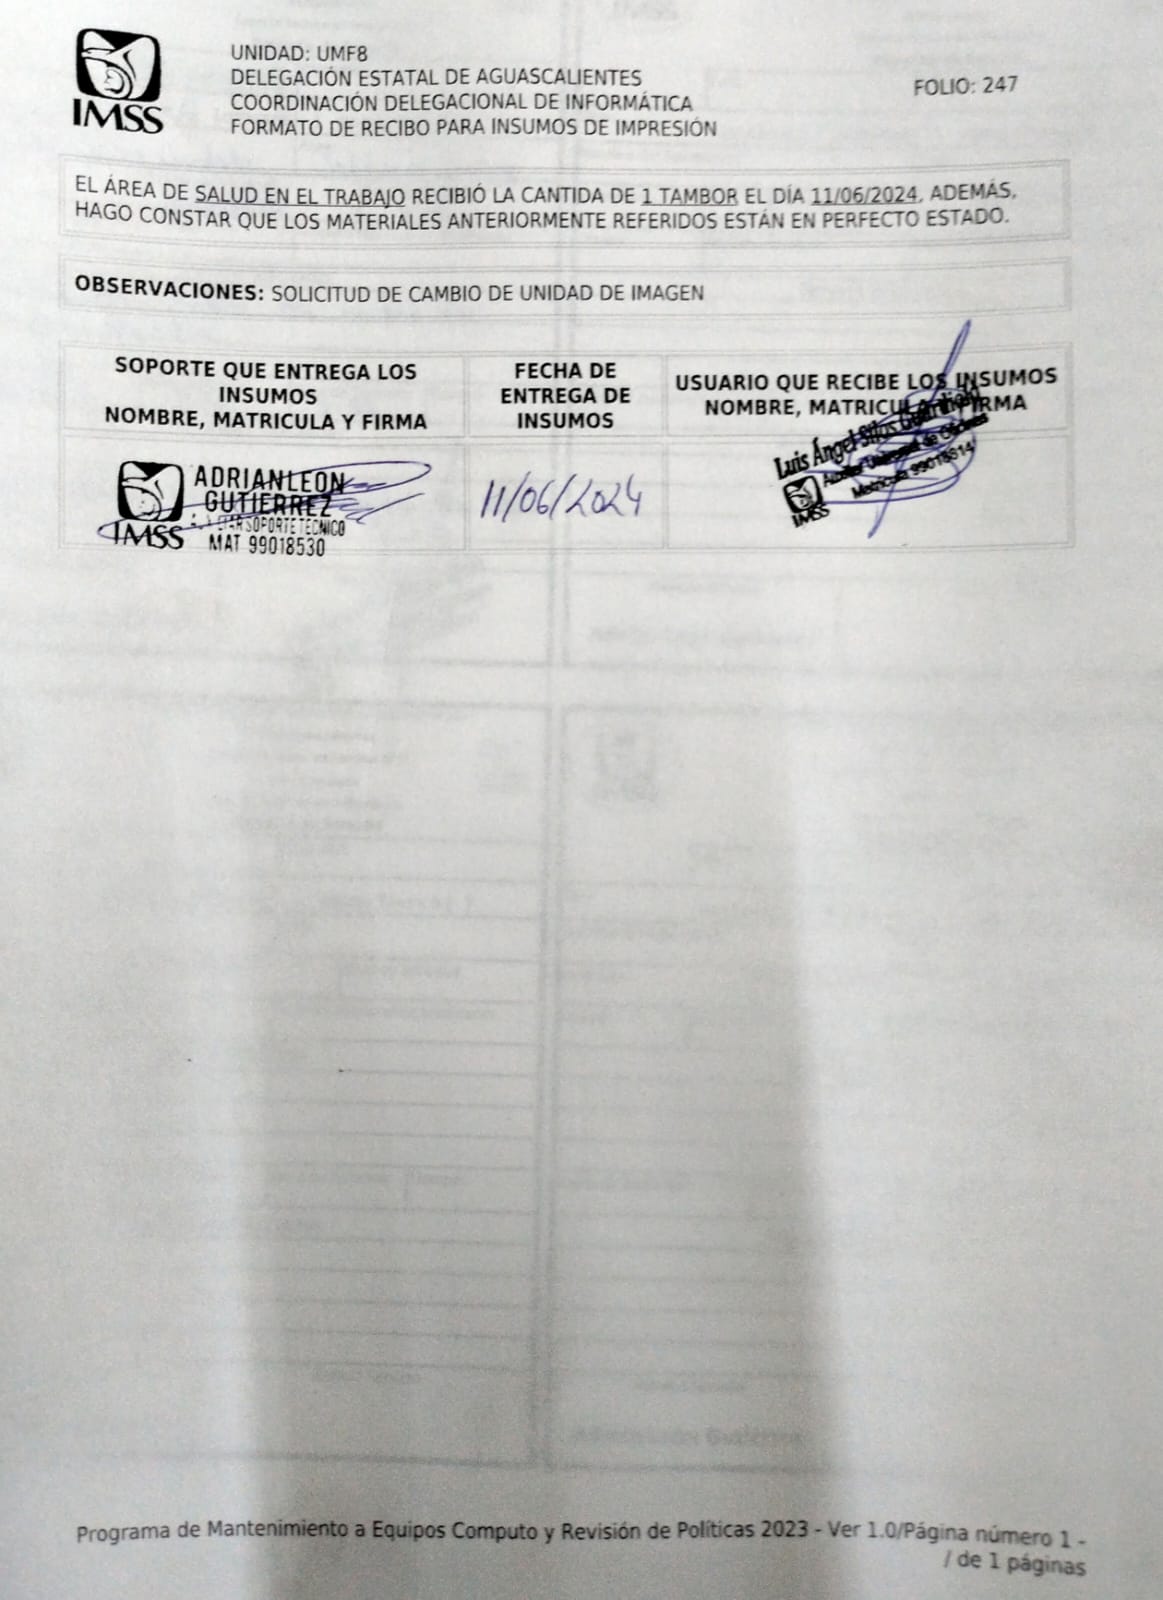 IMSS
UNIDAD: UMF8
DELEGACIÓN ESTATAL DE AGUASCALIENTES
COORDINACIÓN DELEGACIONAL DE INFORMÁTICA
FORMATO DE RECIBO PARA INSUMOS DE IMPRESIÓN
FOLIO: 247
EL ÁREA DE SALUD EN EL TRABAJO RECIBIÓ LA CANTIDA DE 1 TAMBOR EL DÍA 11/06/2024, ADEMÁS,
HAGO CONSTAR QUE LOS MATERIALES ANTERIORMENTE REFERIDOS ESTÁN EN PERFECTO ESTADO.
OBSERVACIONES: SOLICITUD DE CAMBIO DE UNIDAD DE IMAGEN
SOPORTE QUE ENTREGA LOS
INSUMOS
NOMBRE, MATRICULA Y FIRMA
FECHA DE
ENTREGA DE
INSUMOS
USUARIO QUE RECIBE LOS INSUMOS
NOMBRE, MATRICULA Y FIRMA
IMSS
ADRIANLEON
GUTIERREZ
SOPORTE TECNICO
MAT 99018530
11/06/2024
Luis Ángel Silos
Auxiliar Universal de Oficinas
Matrícula 99018814
IMSS
Programa de Mantenimiento a Equipos Computo y Revisión de Políticas 2023 - Ver 1.0/Página número 1 -
/ de 1 páginas